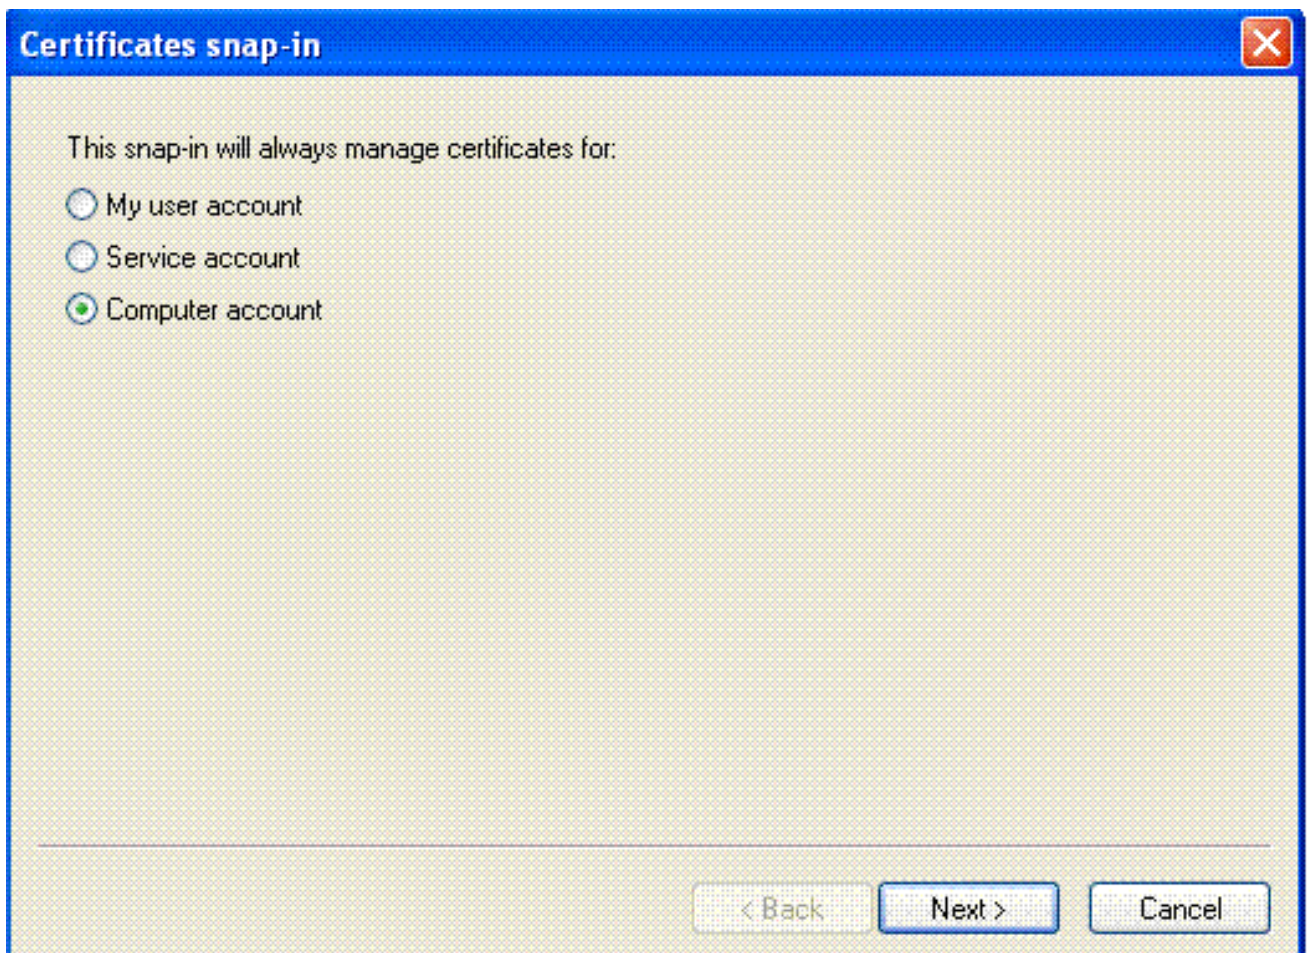 Certificates snap-in
This snap-in will always manage certificates for:
My user account
Service account
Computer account
< Back Next > Cancel